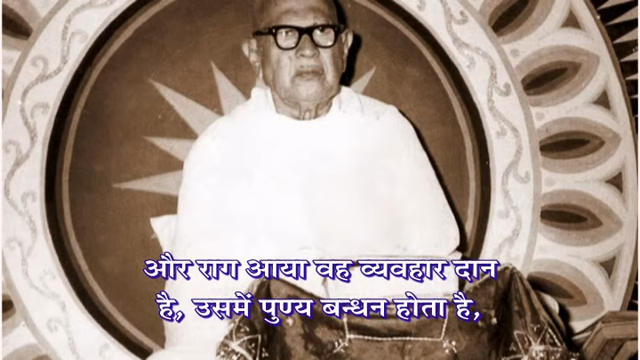 और राग आया वह व्यवहार दान
है, उसमें पुण्य बन्धन होता है,